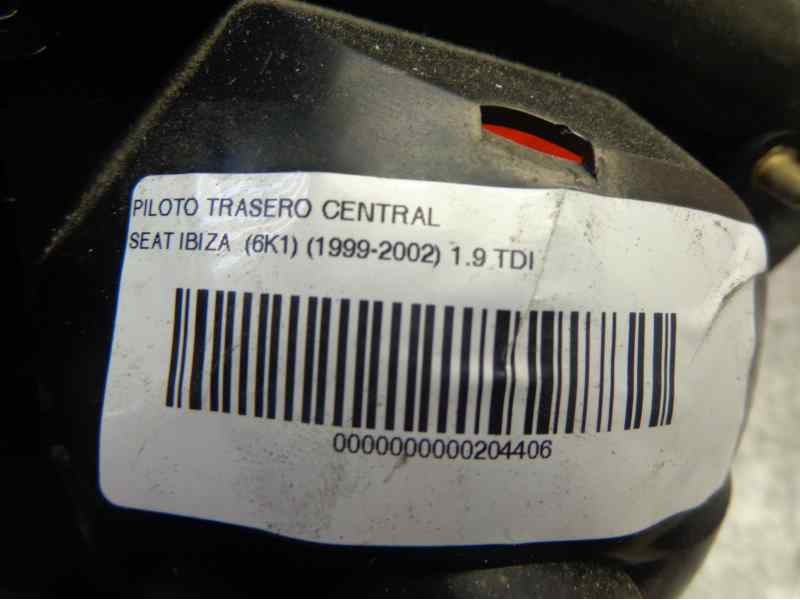 PILOTO TRASERO CENTRAL
SEAT IBIZA (6K1) (1999-2002) 1.9 TDI
0000000000204406